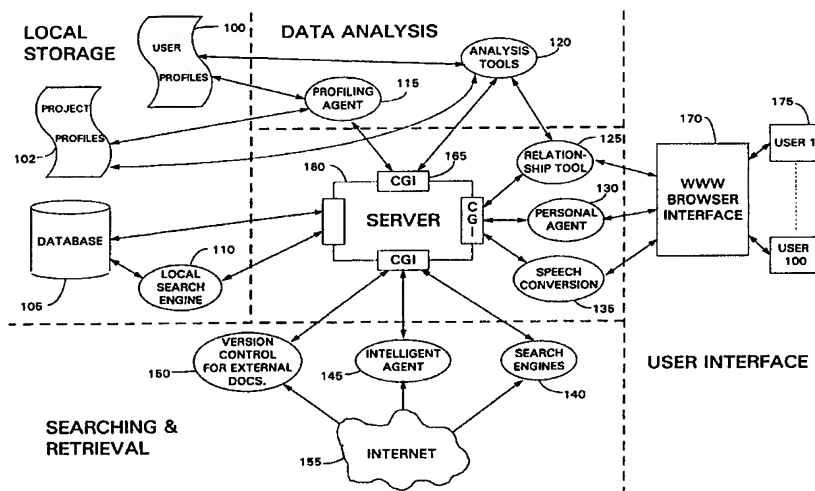 LOCAL
STORAGE
100
USER
PROFILES
DATA ANALYSIS
ANALYSIS
TOOLS
120
PROFILING
AGENT
115
PROJECT
PROFILES
102
170
175
USER 1
WWW
BROWSER
INTERFACE
USER 100
125
RELATION-
SHIP TOOL
130
PERSONAL
AGENT
SPEECH
CONVERSION
135
160
165
CGI
SERVER
CGI
CGI
DATABASE
105
110
LOCAL
SEARCH
ENGINE
VERSION
CONTROL
FOR EXTERNAL
DOCS.
150
INTELLIGENT
AGENT
145
SEARCH
ENGINES
140
USER INTERFACE
SEARCHING &
RETRIEVAL
INTERNET
155